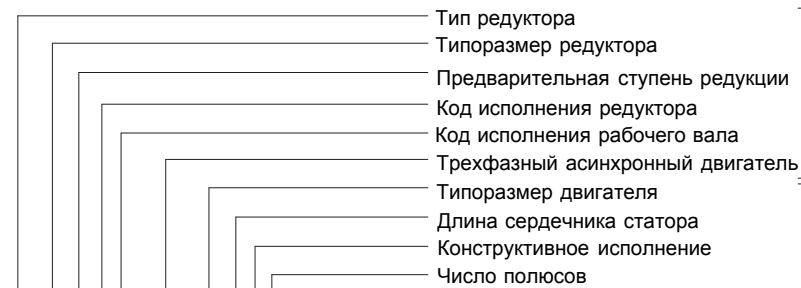 Тип редуктора
Типоразмер редуктора
Предварительная ступень редукции
Код исполнения редуктора
Код исполнения рабочего вала
Трехфазный асинхронный двигатель
Типоразмер двигателя
Длина сердечника статора
Конструктивное исполнение
Число полюсов